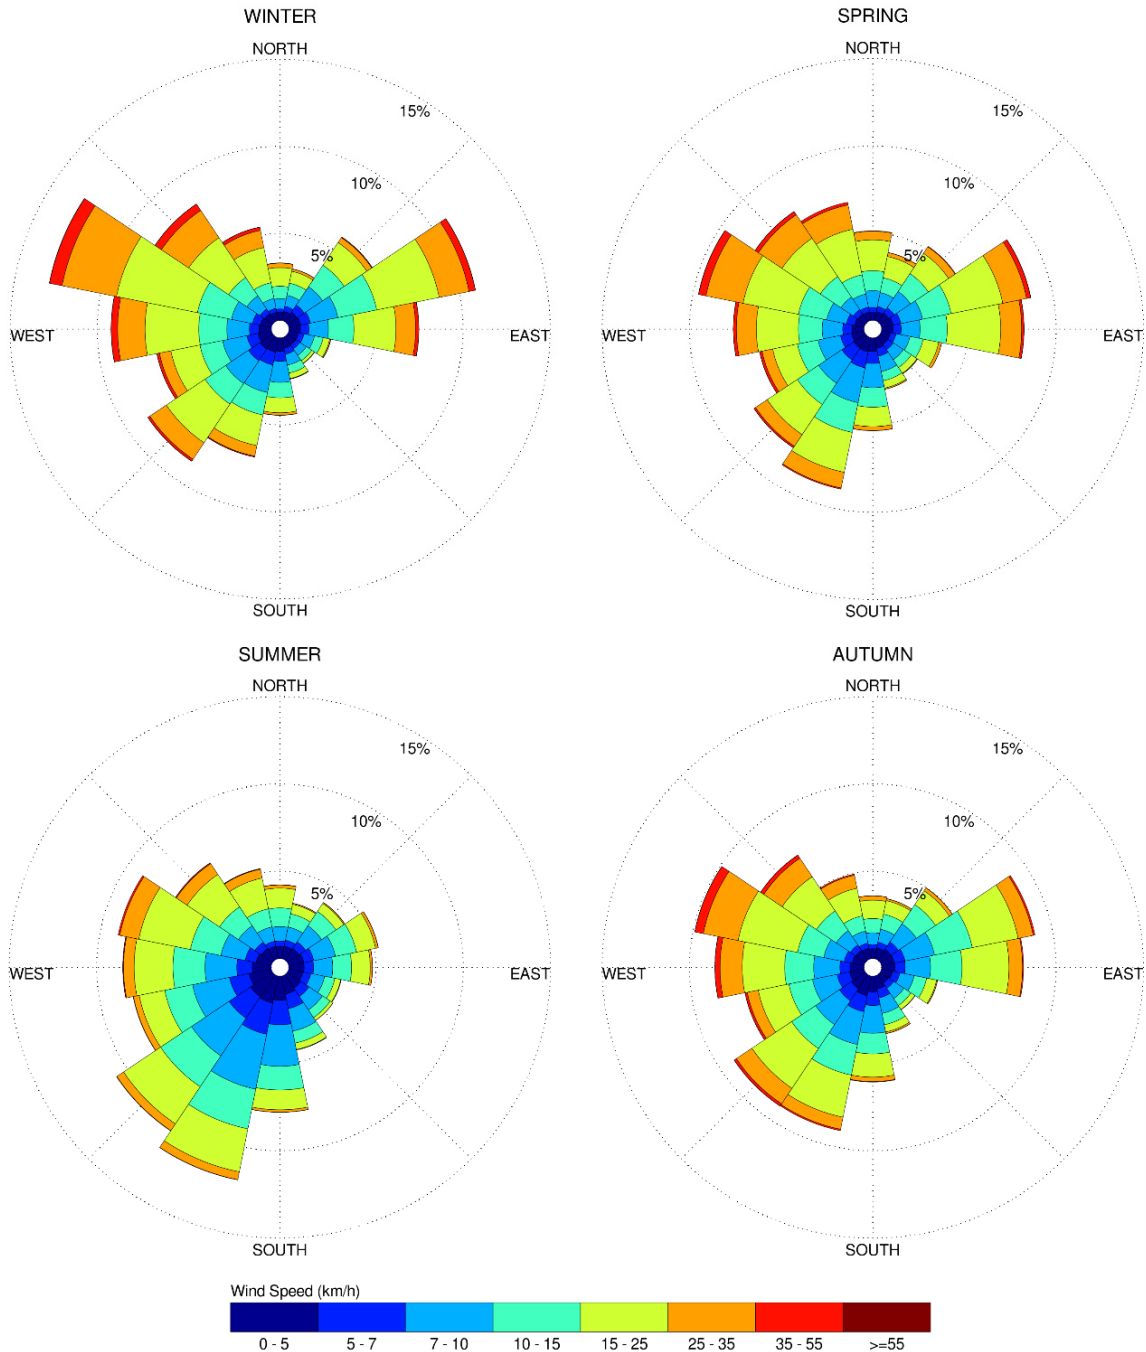 WINTER
NORTH
15%
10%
5%
WEST
EAST
SOUTH
SPRING
NORTH
15%
10%
5%
WEST
EAST
SOUTH
SUMMER
NORTH
15%
10%
5%
WEST
EAST
SOUTH
AUTUMN
NORTH
15%
10%
5%
WEST
EAST
SOUTH
Wind Speed (km/h)
0 - 5 5 - 7 7 - 10 10 - 15 15 - 25 25 - 35 35 - 55 >=55